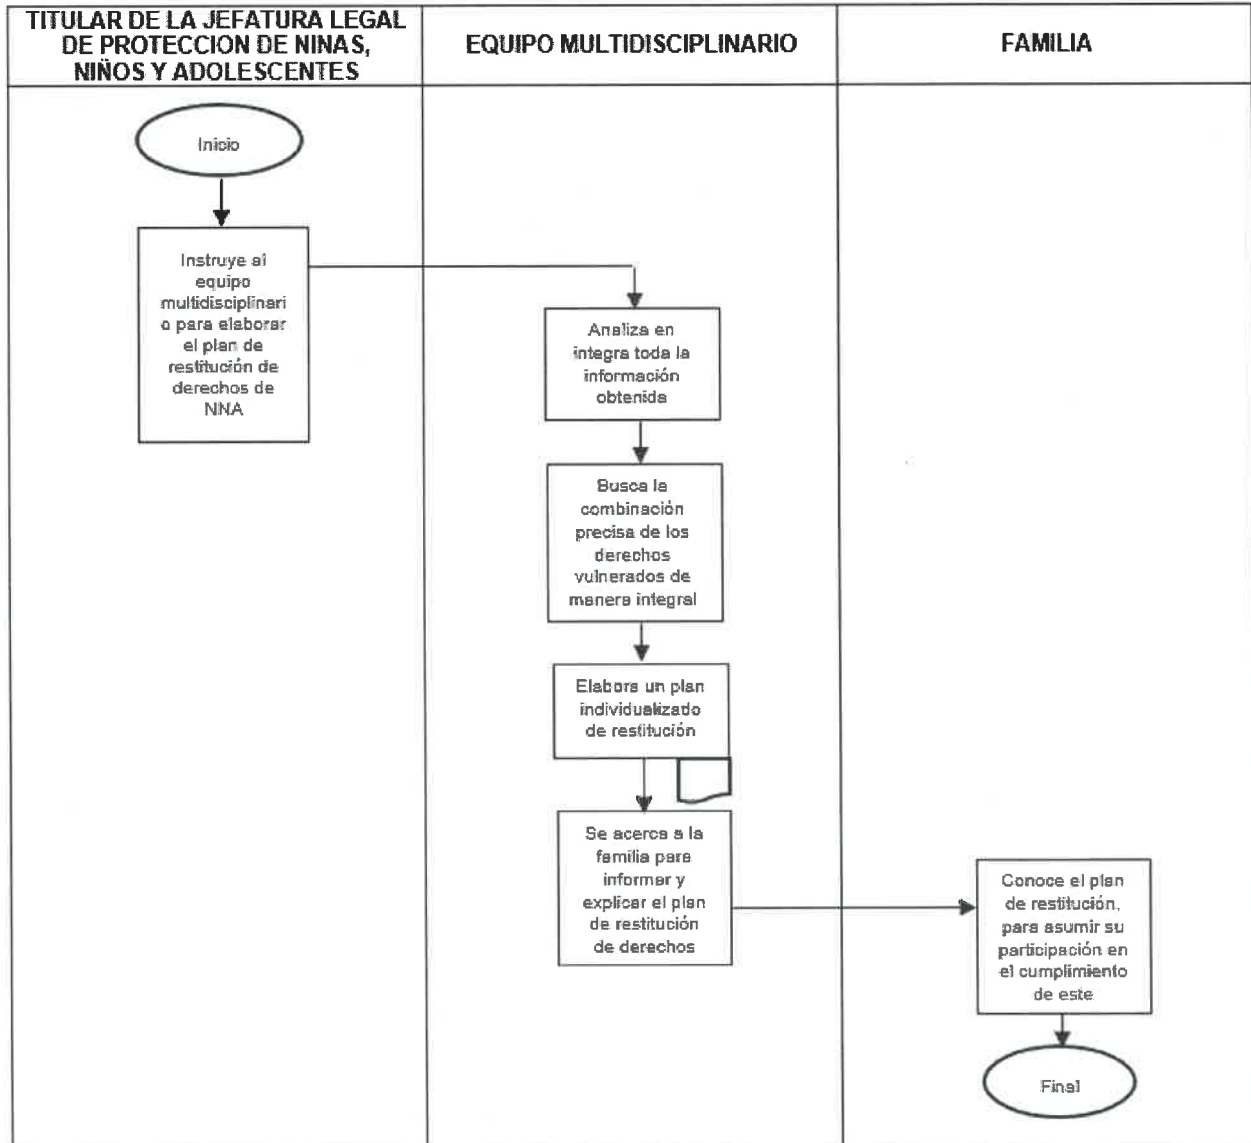 TITULAR DE LA JEFATURA LEGAL
DE PROTECCION DE NINAS,
NIÑOS Y ADOLESCENTES
EQUIPO MULTIDISCIPLINARIO
FAMILIA
Inicio
Instruye al
equipo
multidisciplinari
o para elaborar
el plan de
restitución de
derechos de
NNA
Analiza en
integra toda la
información
obtenida
Busca la
combinación
precisa de los
derechos
vulnerados de
manera integral
Elabora un plan
individualizado
de restitución
Se acerca a la
familia para
informar y
explicar el plan
de restitución
de derechos
Conoce el plan
de restitución,
para asumir su
participación en
el cumplimiento
de este
Final